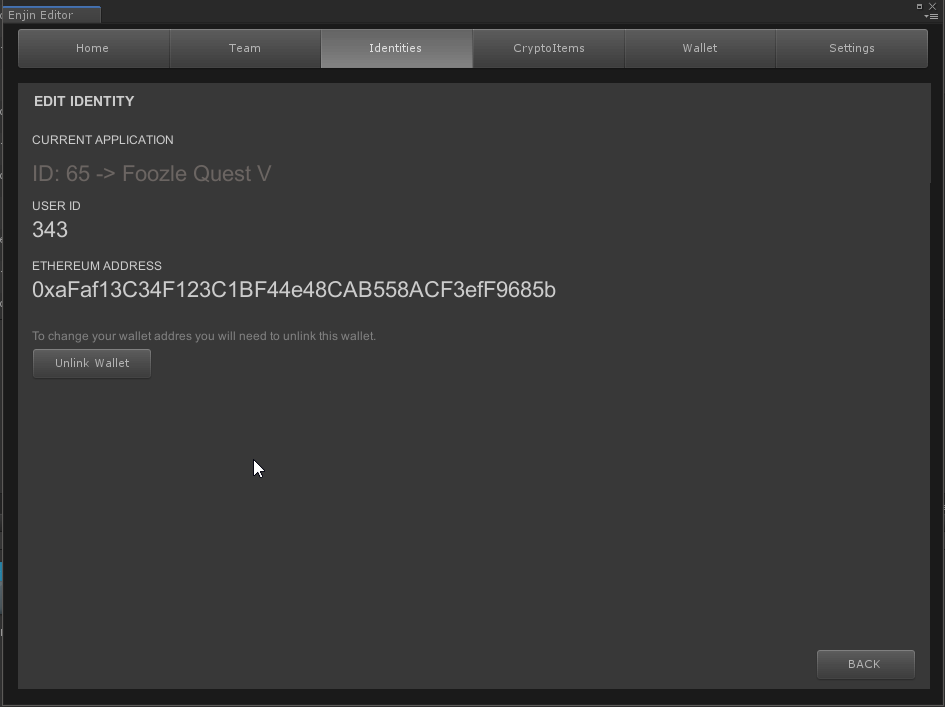 Enjin Editor
Home Team Identities CryptoItems Wallet Settings
EDIT IDENTITY
CURRENT APPLICATION
ID: 65 -> Foozle Quest V
USER ID
343
ETHEREUM ADDRESS
0xaFaf13C34F123C1BF44e48CAB558ACF3efF9685b
To change your wallet addres you will need to unlink this wallet.
Unlink Wallet
BACK